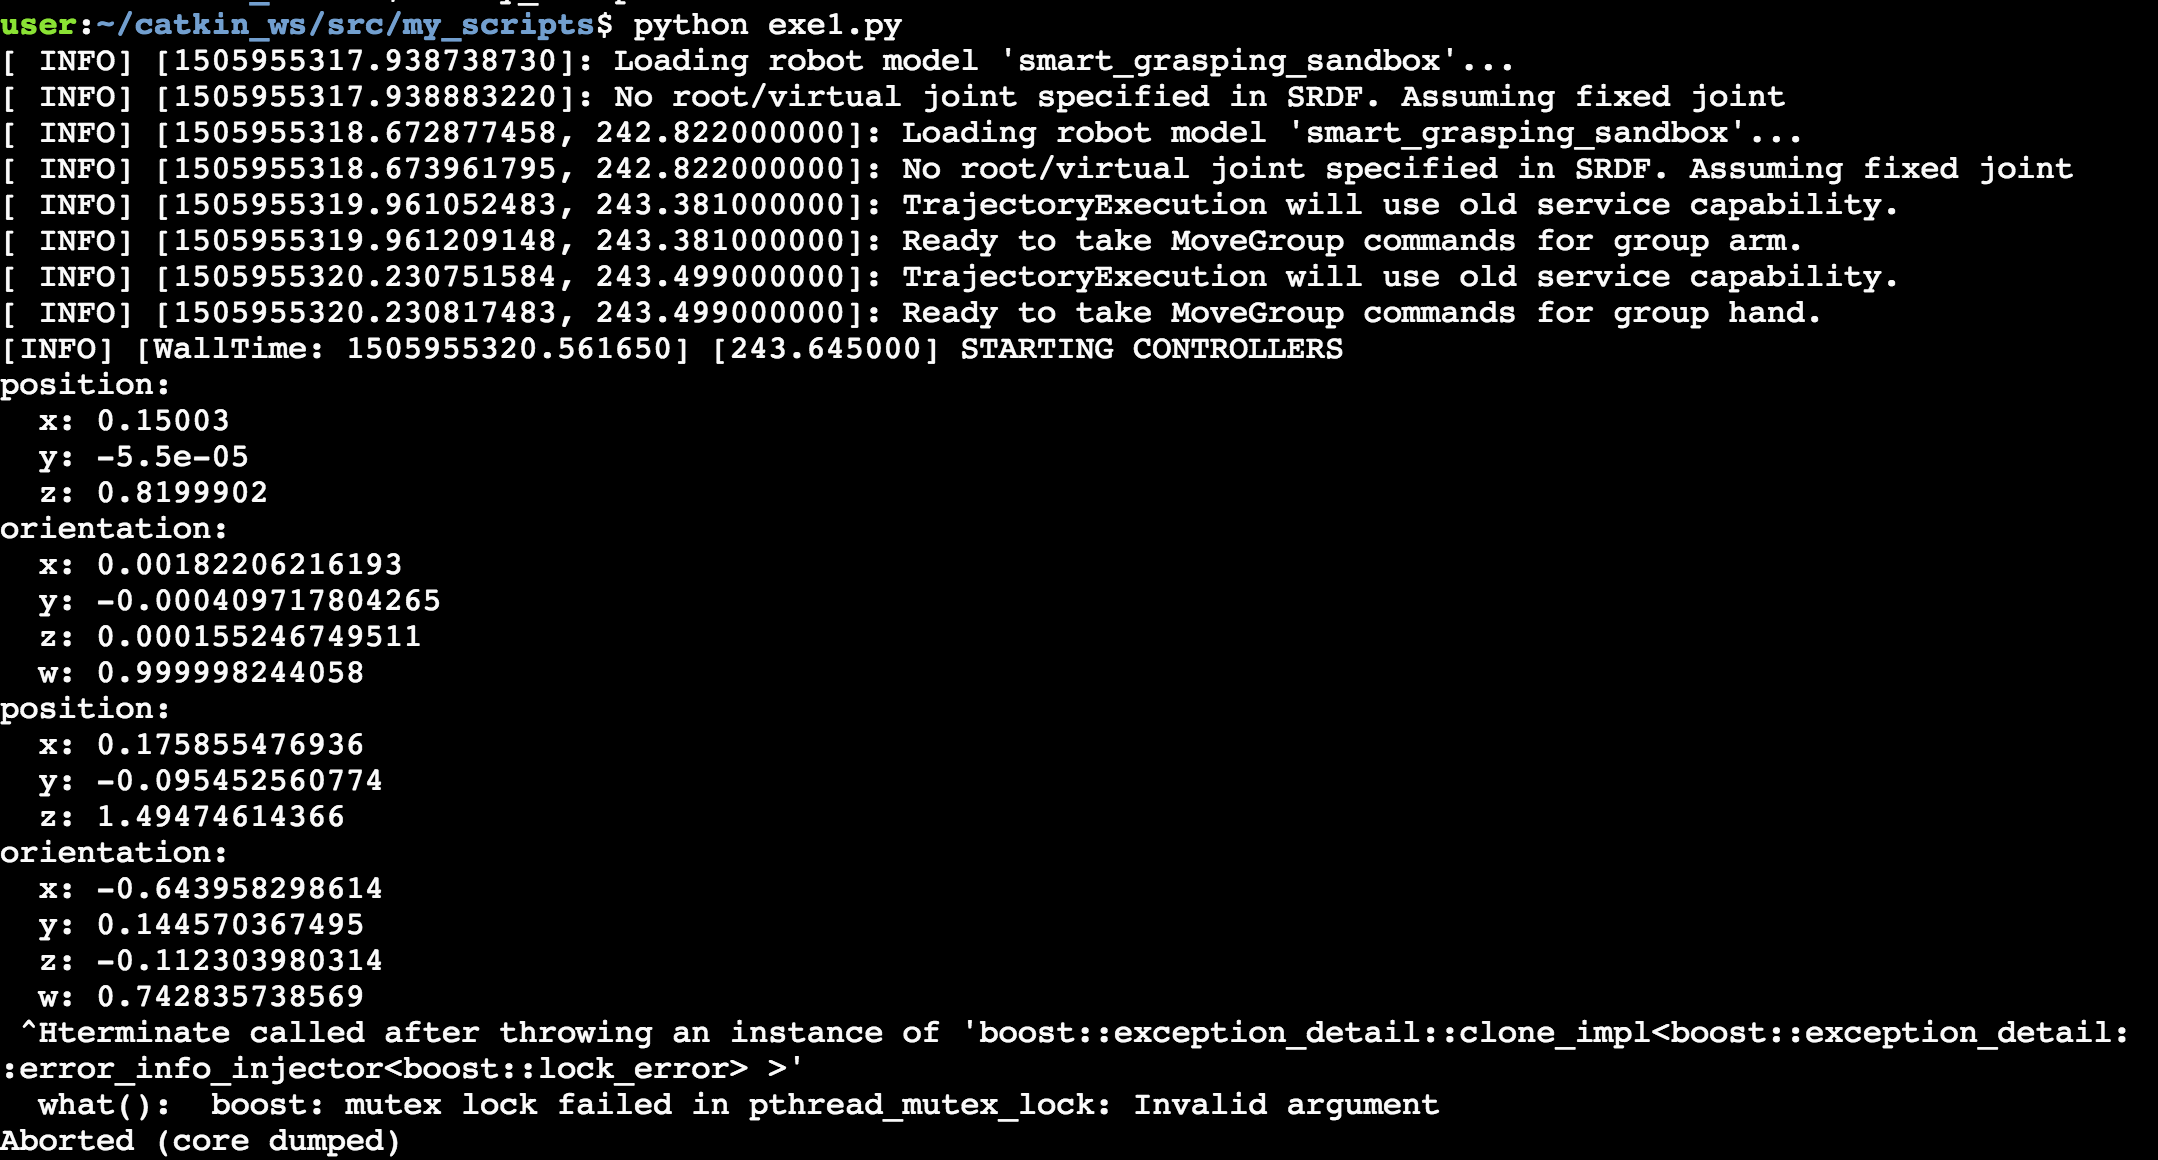 user:~/catkin_ws/src/my_scripts$ python exe1.py
[ INFO] [1505955317.938738730]: Loading robot model 'smart_grasping_sandbox'...
[ INFO] [1505955317.938883220]: No root/virtual joint specified in SRDF. Assuming fixed joint
[ INFO] [1505955318.672877458, 242.822000000]: Loading robot model 'smart_grasping_sandbox'...
[ INFO] [1505955318.673961795, 242.822000000]: No root/virtual joint specified in SRDF. Assuming fixed joint
[ INFO] [1505955319.961052483, 243.381000000]: TrajectoryExecution will use old service capability.
[ INFO] [1505955319.961209148, 243.381000000]: Ready to take MoveGroup commands for group arm.
[ INFO] [1505955320.230751584, 243.499000000]: TrajectoryExecution will use old service capability.
[ INFO] [1505955320.230817483, 243.499000000]: Ready to take MoveGroup commands for group hand.
[INFO] [WallTime: 1505955320.561650] [243.645000] STARTING CONTROLLERS
position:
  x: 0.15003
  y: -5.5e-05
  z: 0.8199902
orientation:
  x: 0.00182206216193
  y: -0.000409717804265
  z: 0.000155246749511
  w: 0.999998244058
position:
  x: 0.175855476936
  y: -0.095452560774
  z: 1.49474614366
orientation:
  x: -0.643958298614
  y: 0.144570367495
  z: -0.112303980314
  w: 0.742835738569
 ^Hterminate called after throwing an instance of 'boost::exception_detail::clone_impl<boost::exception_detail:
:error_info_injector<boost::lock_error> >'
  what():  boost: mutex lock failed in pthread_mutex_lock: Invalid argument
Aborted (core dumped)